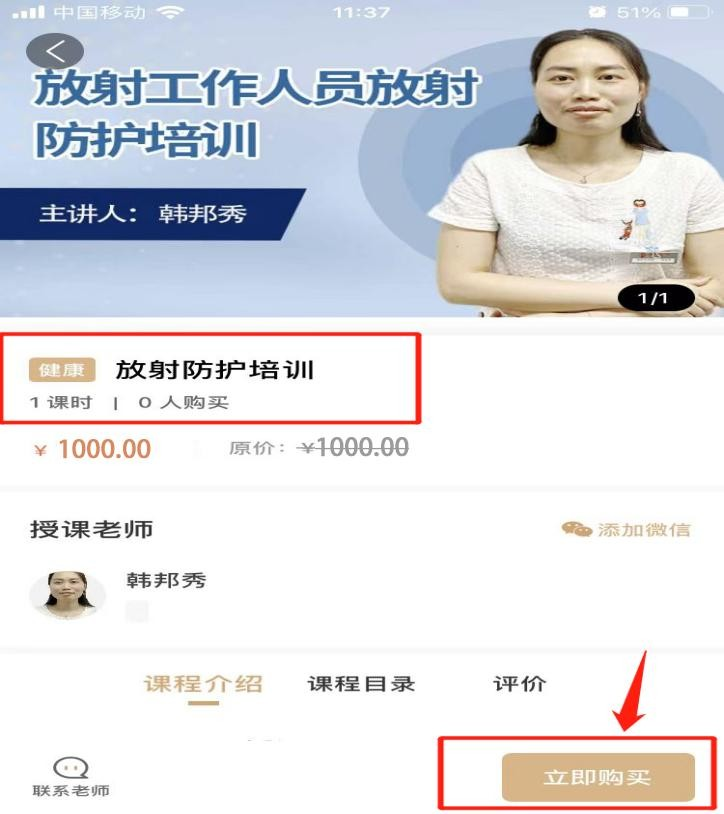 中国移动
11:37
51%
放射工作人员放射
防护培训
主讲人： 韩邦秀
1/1
健康 放射防护培训
1 课时 | 0 人购买
¥ 1000.00 原价: ¥1000.00
授课老师
添加微信
韩邦秀
课程介绍 课程目录 评价
联系老师
立即购买